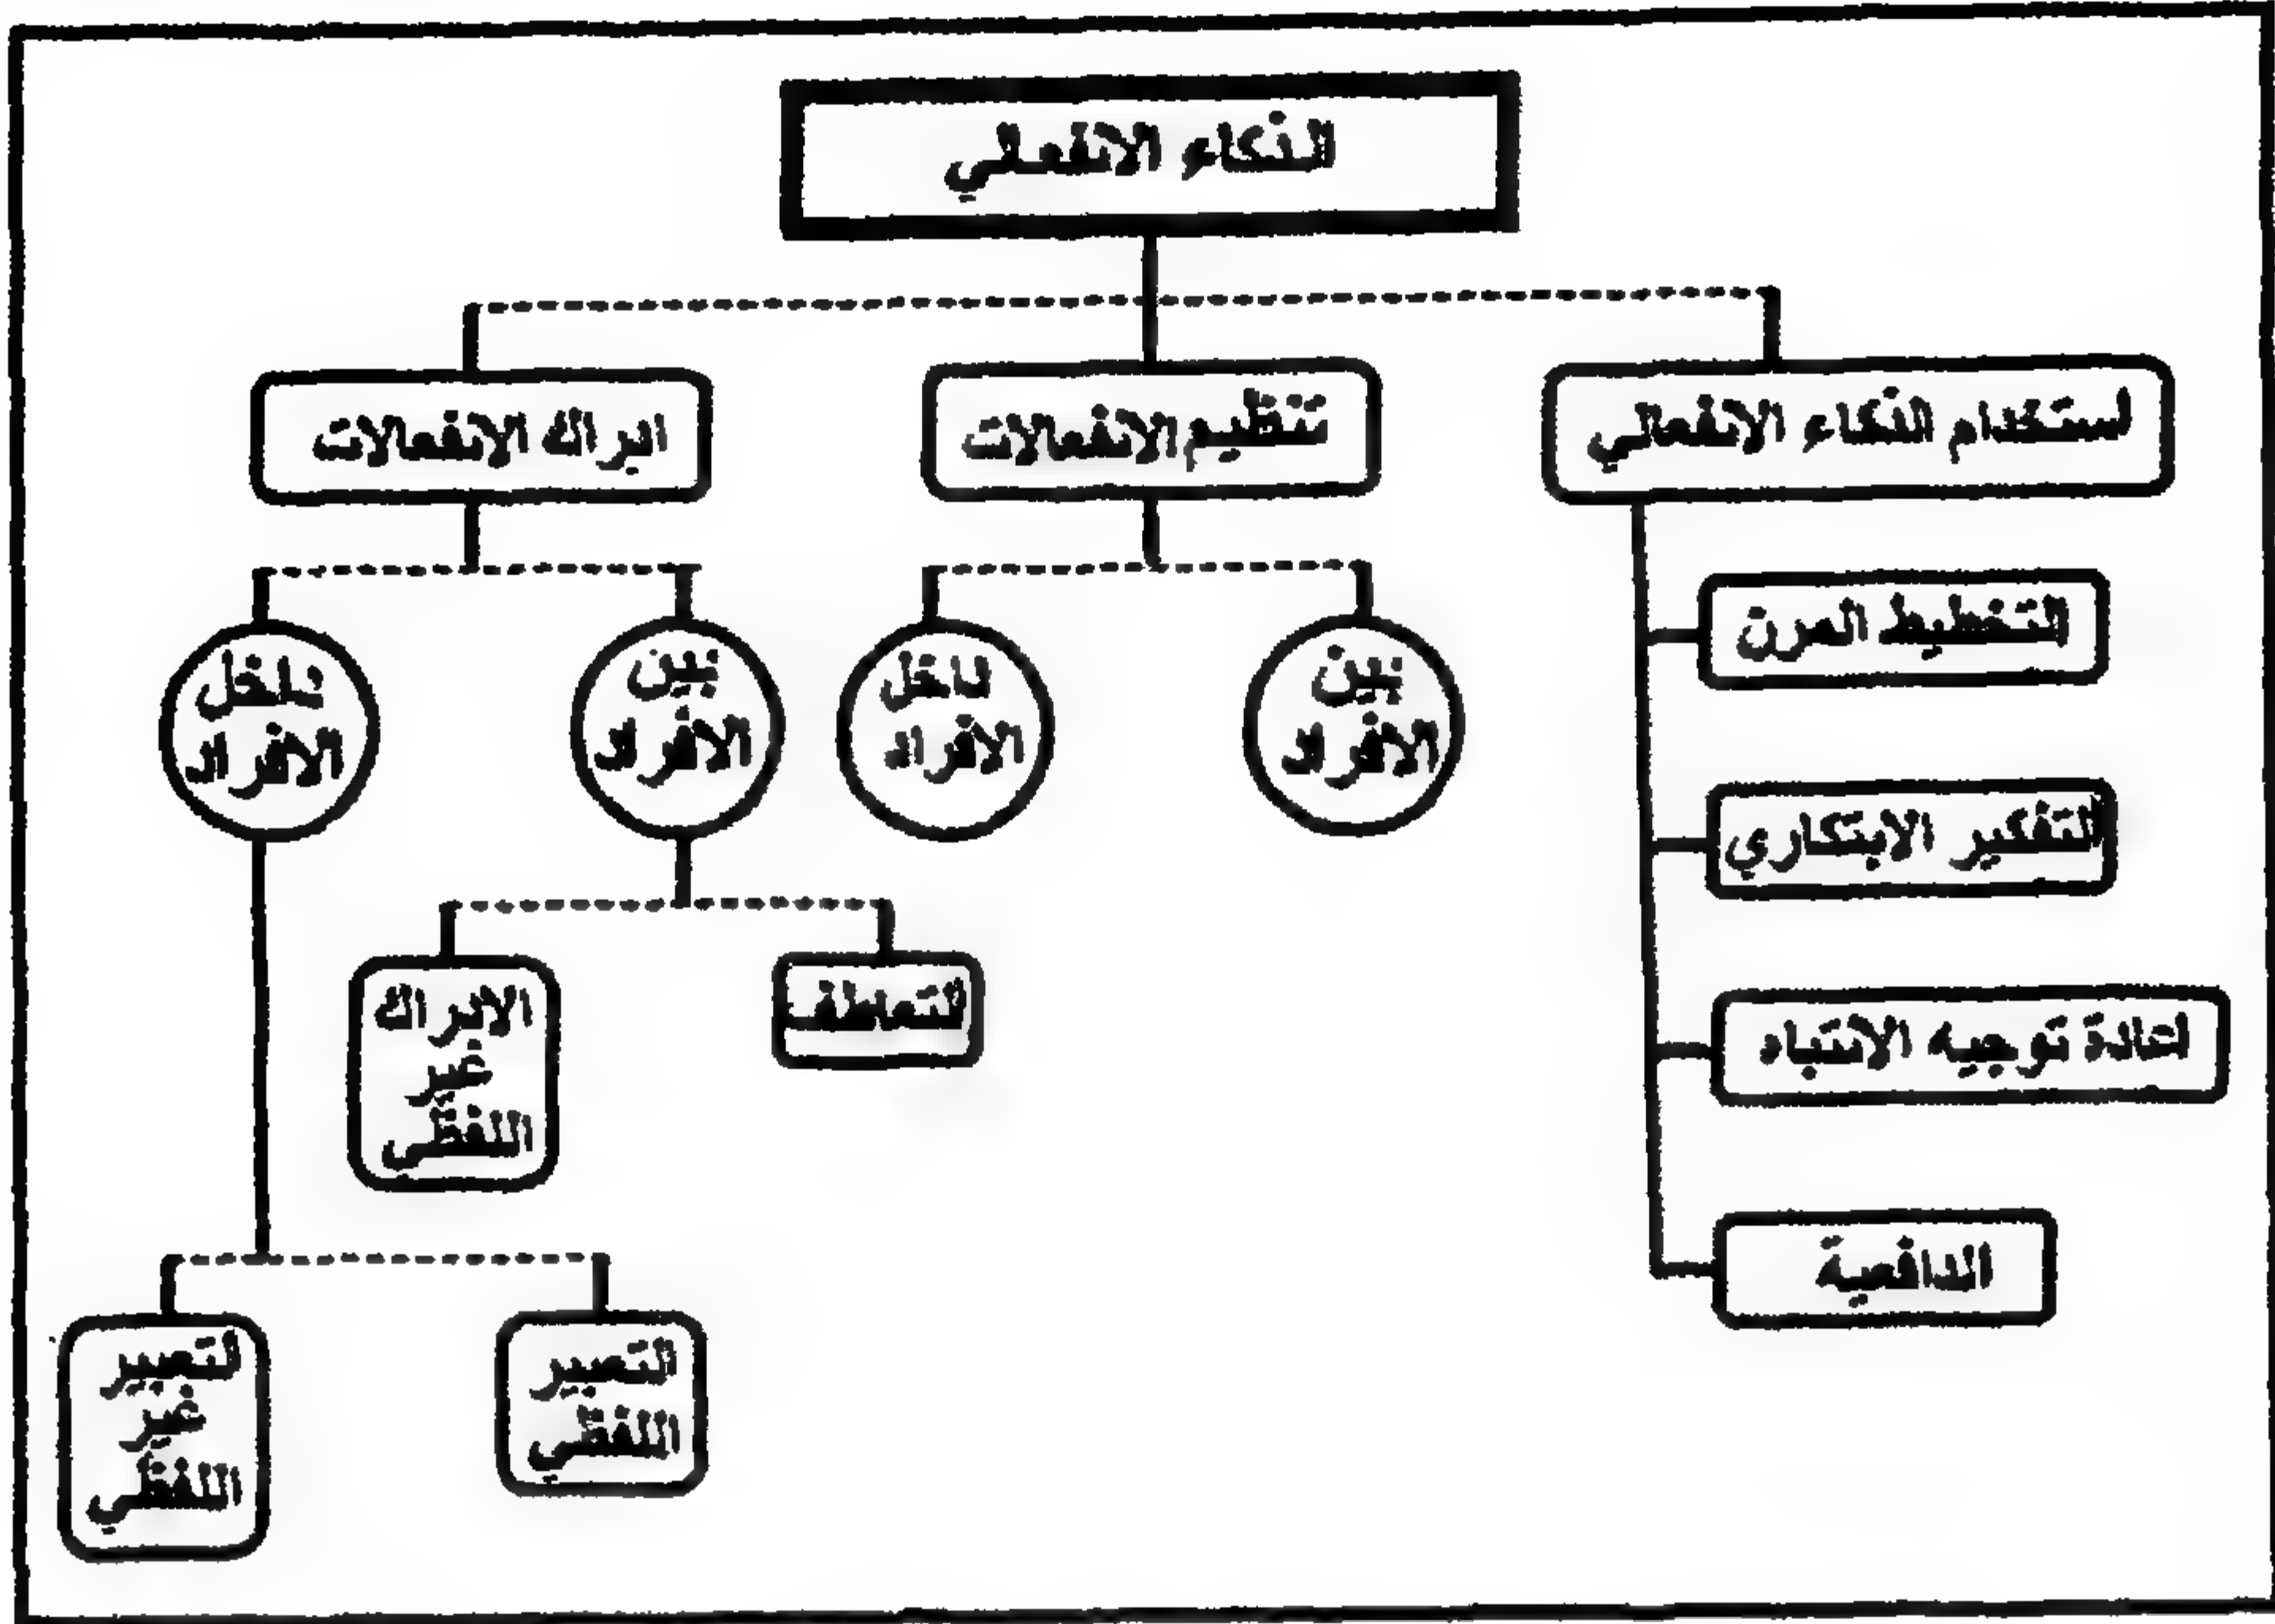 الذكاء الانفعالي
استخدام الذكاء الانفعالي
تنظيم الانفعالات
ادراك الانفعالات
التخطيط المرن
التفكير الابتكاري
اعادة توجيه الانتباه
الدافعية
بين
الافراد
داخل
الافراد
بين
الافراد
داخل
الافراد
التعاطف
الادراك
غير
اللفظي
التعبير
اللفظي
التعبير
غير
اللفظي